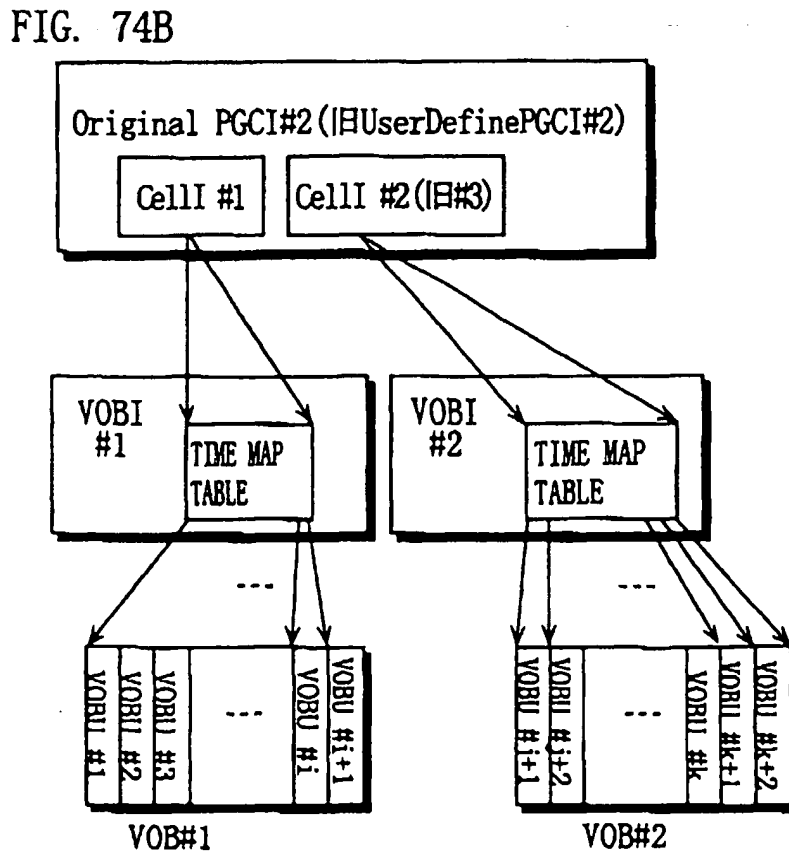 FIG. 74B
Original PGCI#2(旧UserDefinePGCI#2)
CellI #1
CellI #2(旧#3)
VOBI
#1
TIME MAP
TABLE
VOBI
#2
TIME MAP
TABLE
---
---
VOBU #1
VOBU #2
VOBU #3
---
VOBU #i
VOBU #i+1
VOBU #j+1
VOBU #j+2
---
VOBU #k
VOBU #k+1
VOBU #k+2
VOB#1
VOB#2